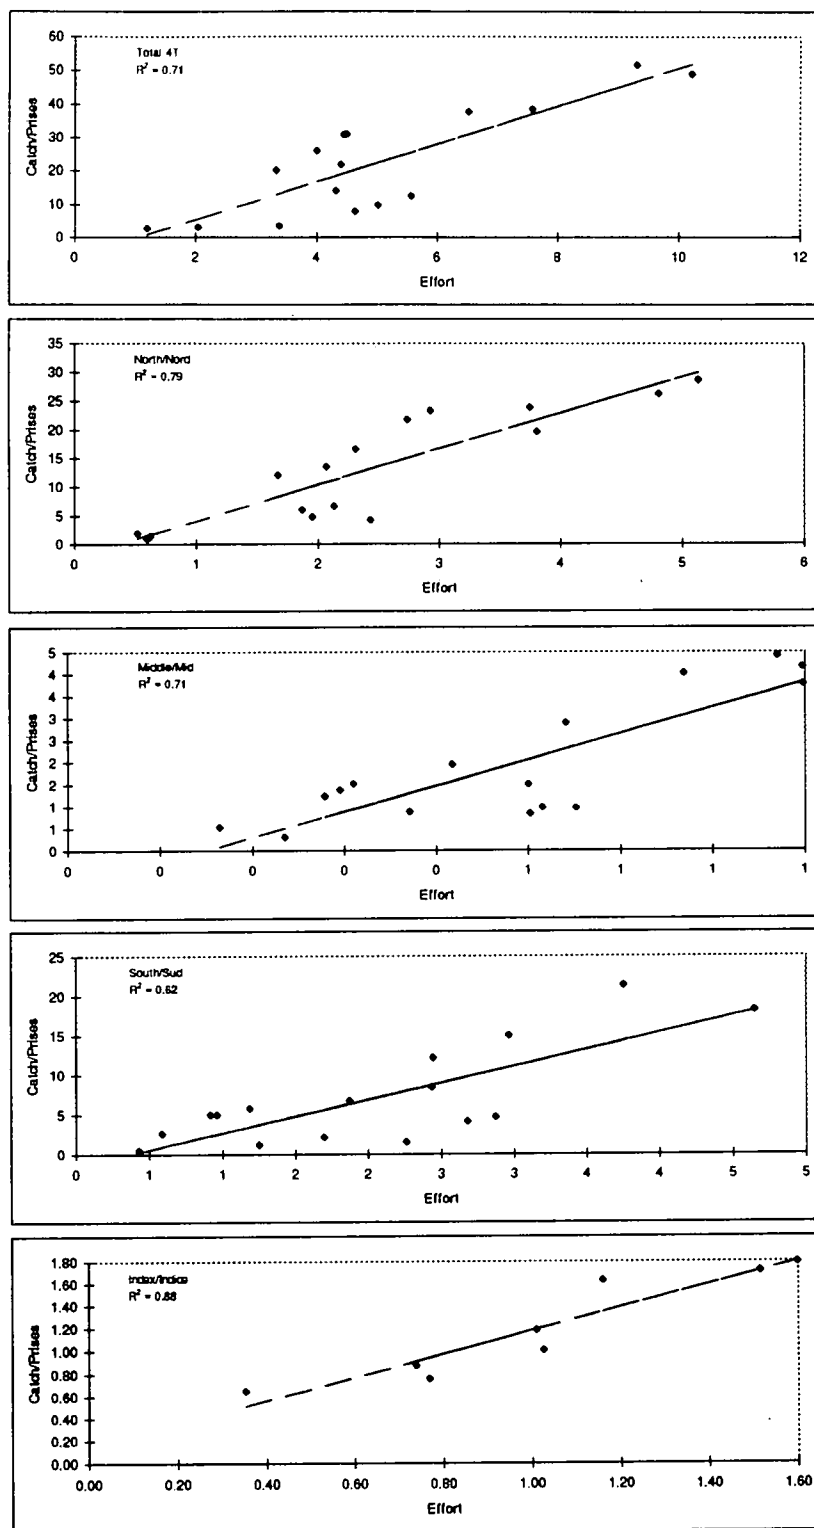 60
50
40
30
20
10
0
Catch/Prises
Total 4T
R² = 0.71
0 2 4 6 8 10 12
Effort
35
30
25
20
15
10
5
0
Catch/Prises
North/Nord
R² = 0.79
0 1 2 3 4 5 6
Effort
5
4
4
3
3
2
2
1
1
0
Catch/Prises
Middle/Mid
R² = 0.71
0 0 0 0 0 1 1 1 1
Effort
25
20
15
10
5
0
Catch/Prises
South/Sud
R² = 0.62
0 1 1 2 2 3 3 4 4 5 5
Effort
1.80
1.60
1.40
1.20
1.00
0.80
0.60
0.40
0.20
0.00
Catch/Prises
Index/Indice
R² = 0.88
0.00 0.20 0.40 0.60 0.80 1.00 1.20 1.40 1.60
Effort